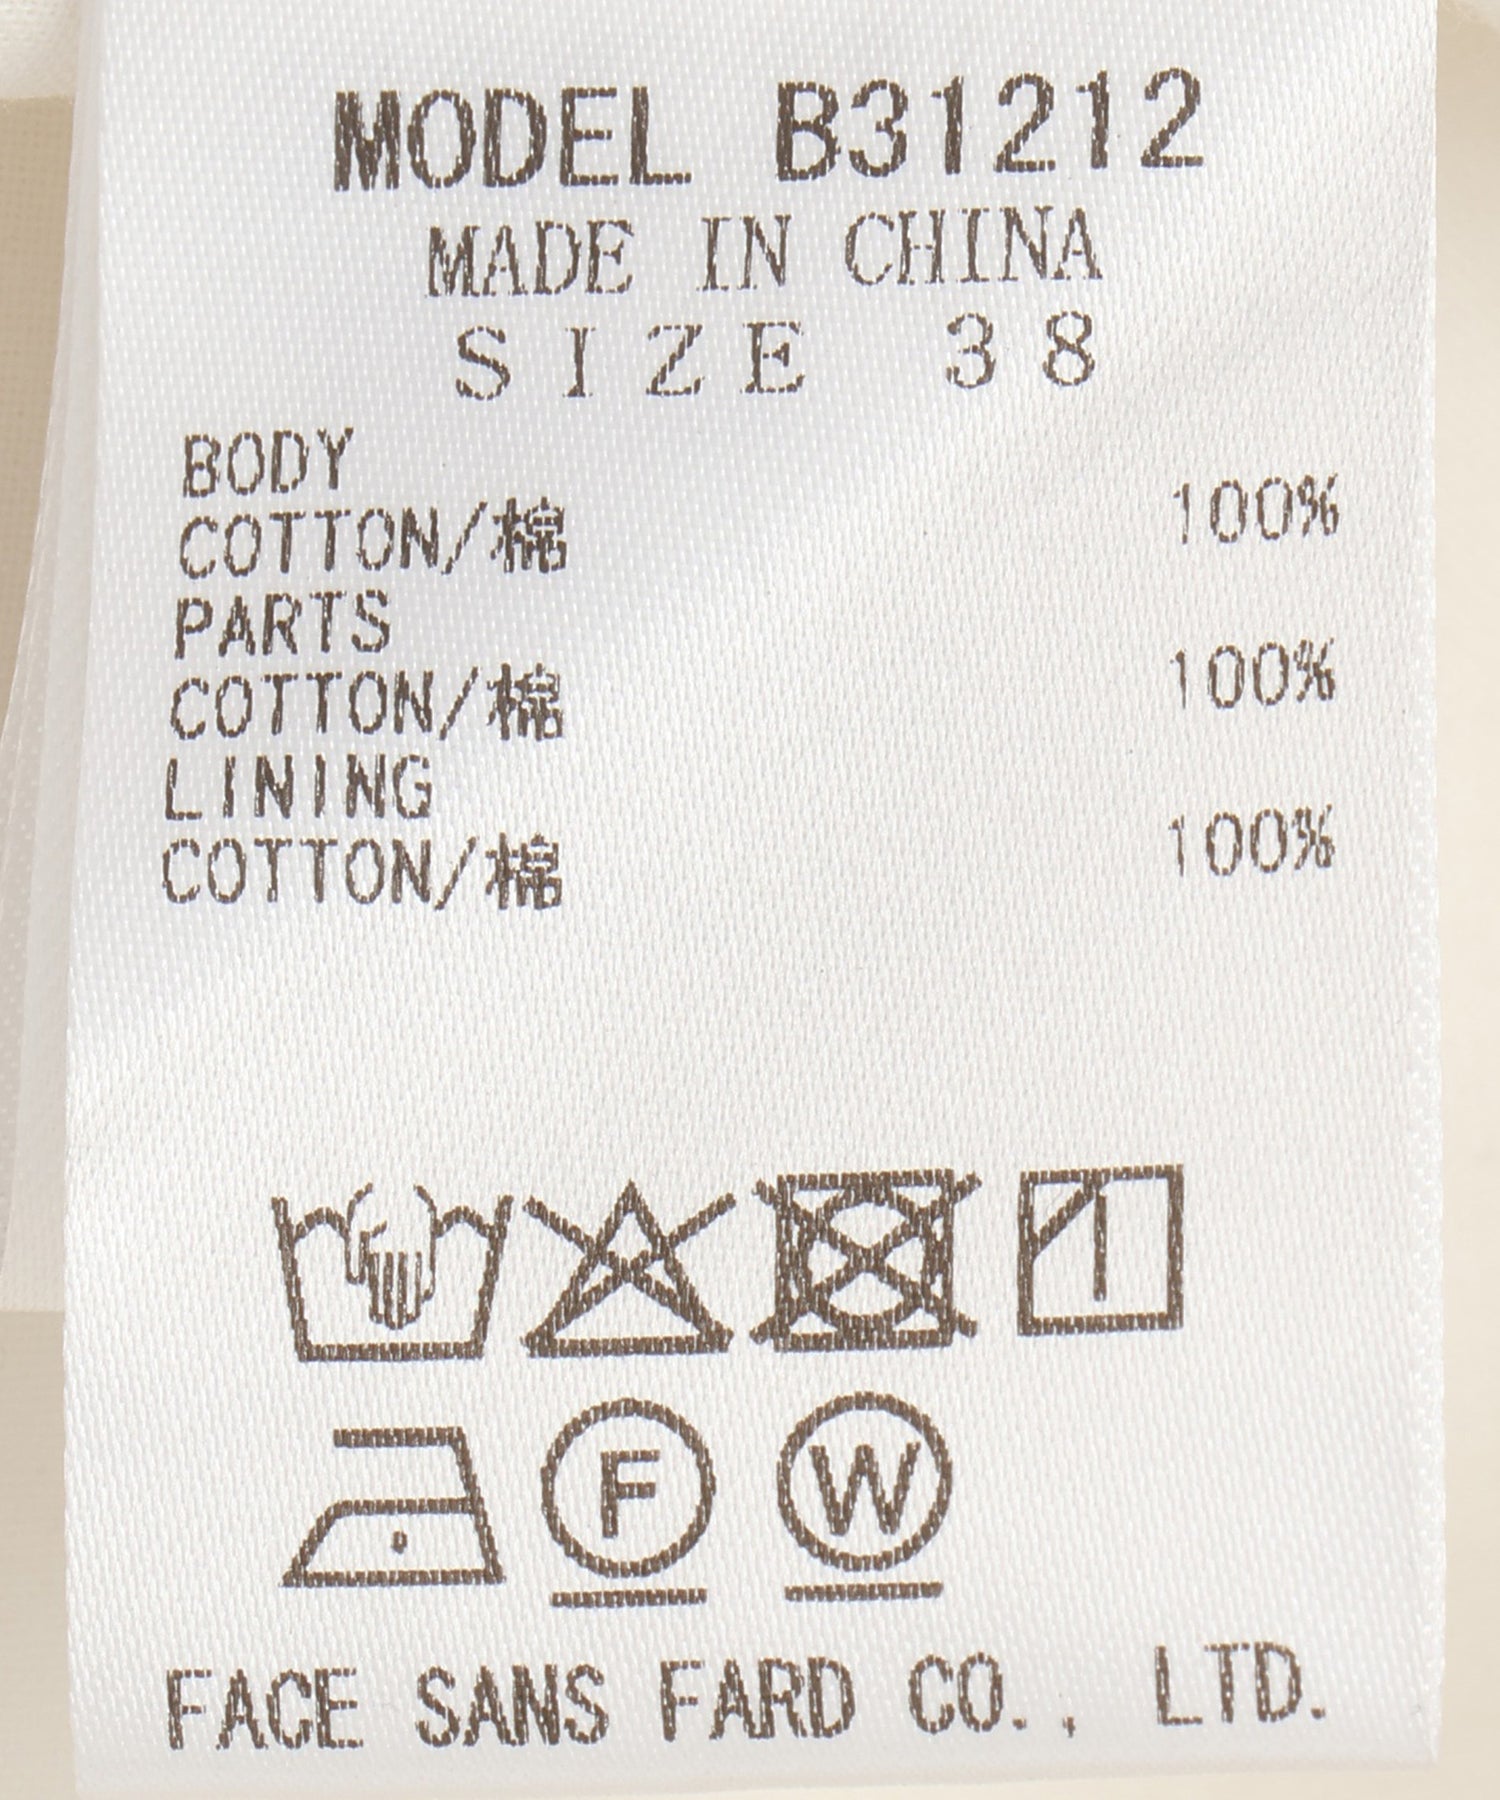 MODEL B31212
MADE IN CHINA
SIZE 38
BODY
COTTON/棉 100%
PARTS
COTTON/棉 100%
LINING
COTTON/棉 100%
F W
FACE SANS FARD CO., LTD.